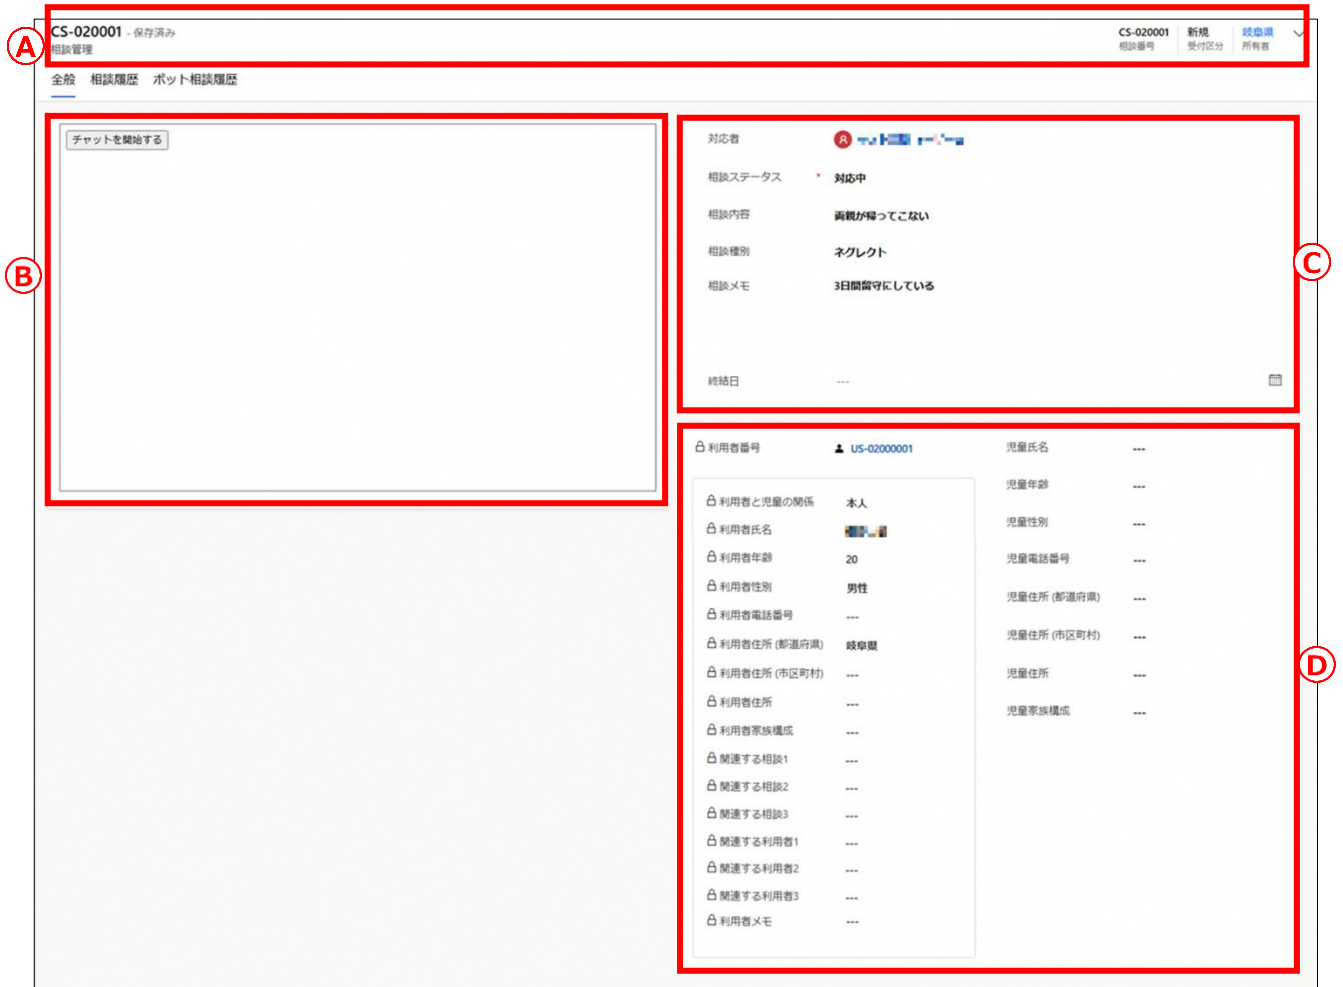 A
CS-020001 - 保存済み
相談管理
CS-020001
相談番号
新規
受付区分
岐阜県
所有者
全般 相談履歴 ボット相談履歴
B
チャットを開始する
C
対応者
相談ステータス * 対応中
相談内容 両親が帰ってこない
相談種別 ネグレクト
相談メモ 3日間留守にしている
終結日 ---
D
利用者番号 US-02000001
利用者と児童の関係 本人
利用者氏名
利用者年齢 20
利用者性別 男性
利用者電話番号 ---
利用者住所 (都道府県) 岐阜県
利用者住所 (市区町村) ---
利用者住所 ---
利用者家族構成 ---
関連する相談1 ---
関連する相談2 ---
関連する相談3 ---
関連する利用者1 ---
関連する利用者2 ---
関連する利用者3 ---
利用者メモ ---
児童氏名 ---
児童年齢 ---
児童性別 ---
児童電話番号 ---
児童住所 (都道府県) ---
児童住所 (市区町村) ---
児童住所 ---
児童家族構成 ---